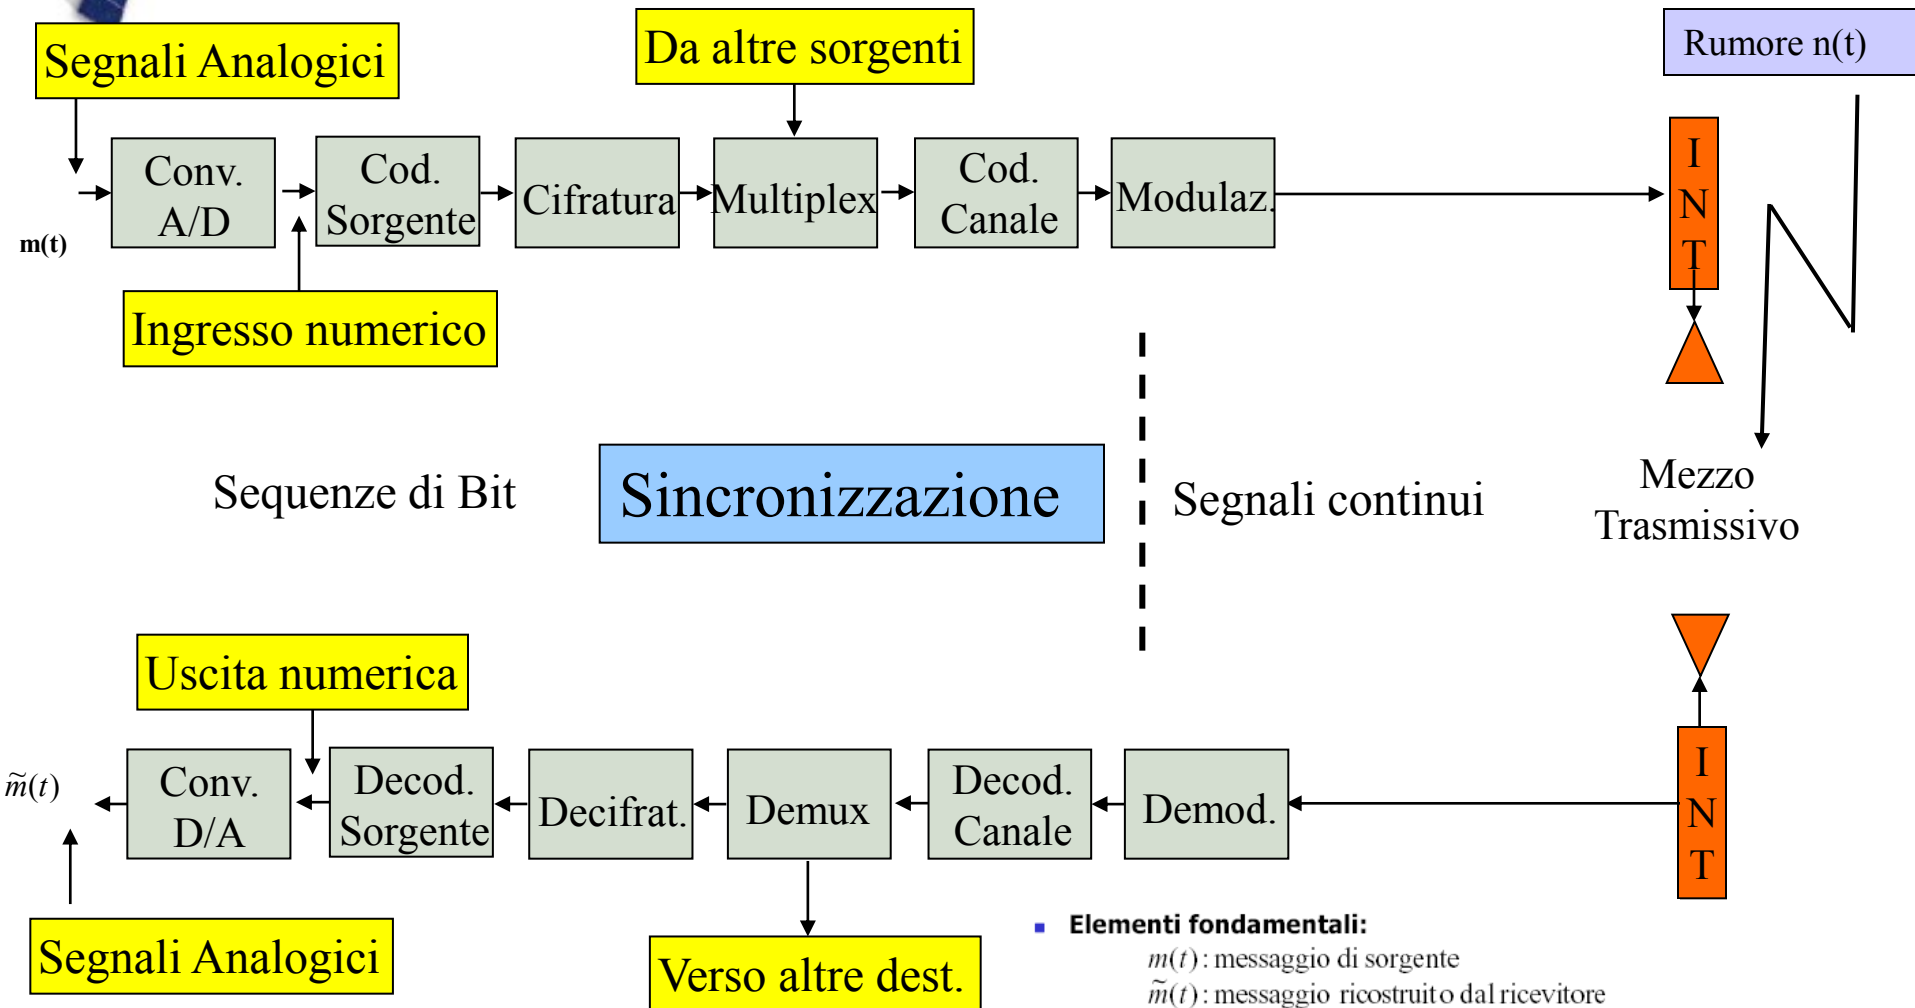 Segnali Analogici
Da altre sorgenti
Rumore n(t)
Conv.
A/D
Cod.
Sorgente
Cifratura
Multiplex
Cod.
Canale
Modulaz.
I
N
T
m(t)
Ingresso numerico
Sequenze di Bit
Sincronizzazione
Segnali continui
Mezzo
Trasmissivo
Uscita numerica
m̃(t)
Conv.
D/A
Decod.
Sorgente
Decifrat.
Demux
Decod.
Canale
Demod.
I
N
T
Segnali Analogici
Verso altre dest.
Elementi fondamentali:
m(t) : messaggio di sorgente
m̃(t) : messaggio ricostruito dal ricevitore